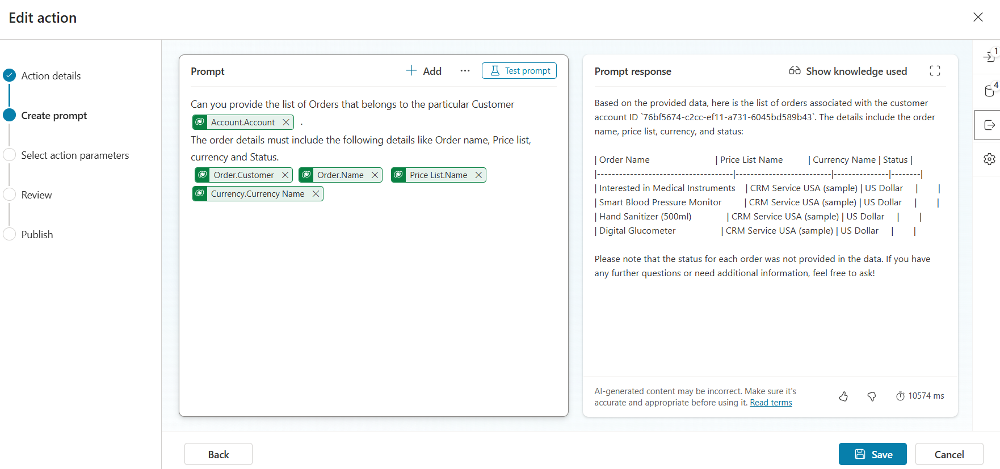 Edit action
Action details
Create prompt
Select action parameters
Review
Publish
Prompt
Add
Test prompt
Can you provide the list of Orders that belongs to the particular Customer
Account.Account .
The order details must include the following details like Order name, Price list,
currency and Status.
Order.Customer Order.Name Price List.Name
Currency.Currency Name
Prompt response
Show knowledge used
Based on the provided data, here is the list of orders associated with the customer
account ID `76bf5674-c2cc-ef11-a731-6045bd589b43`. The details include the order
name, price list, currency, and status:
| Order Name | Price List Name | Currency Name | Status |
|-------------------------------------|--------------------------|---------------|--------|
| Interested in Medical Instruments | CRM Service USA (sample) | US Dollar | |
| Smart Blood Pressure Monitor | CRM Service USA (sample) | US Dollar | |
| Hand Sanitizer (500ml) | CRM Service USA (sample) | US Dollar | |
| Digital Glucometer | CRM Service USA (sample) | US Dollar | |
Please note that the status for each order was not provided in the data. If you have
any further questions or need additional information, feel free to ask!
AI-generated content may be incorrect. Make sure it's
accurate and appropriate before using it. Read terms
10574 ms
1
4
Back
Save
Cancel